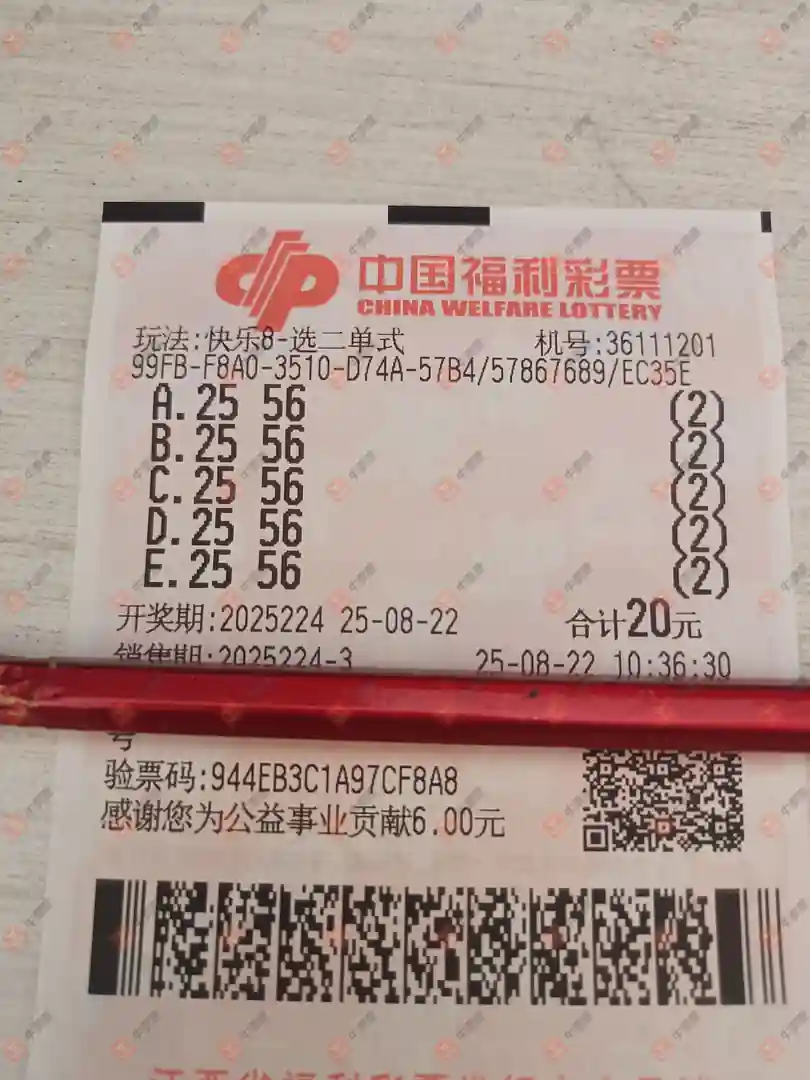 中国福利彩票
CHINA WELFARE LOTTERY
玩法:快乐8-选二单式 机号:36111201
99FB-F8A0-3510-D74A-57B4/57867689/EC35E
A.25 56 (2)
B.25 56 (2)
C.25 56 (2)
D.25 56 (2)
E.25 56 (2)
开奖期:2025224 25-08-22 合计20元
销售期:2025224-3 25-08-22 10:36:30
号
验票码:944EB3C1A97CF8A8
感谢您为公益事业贡献6.00元